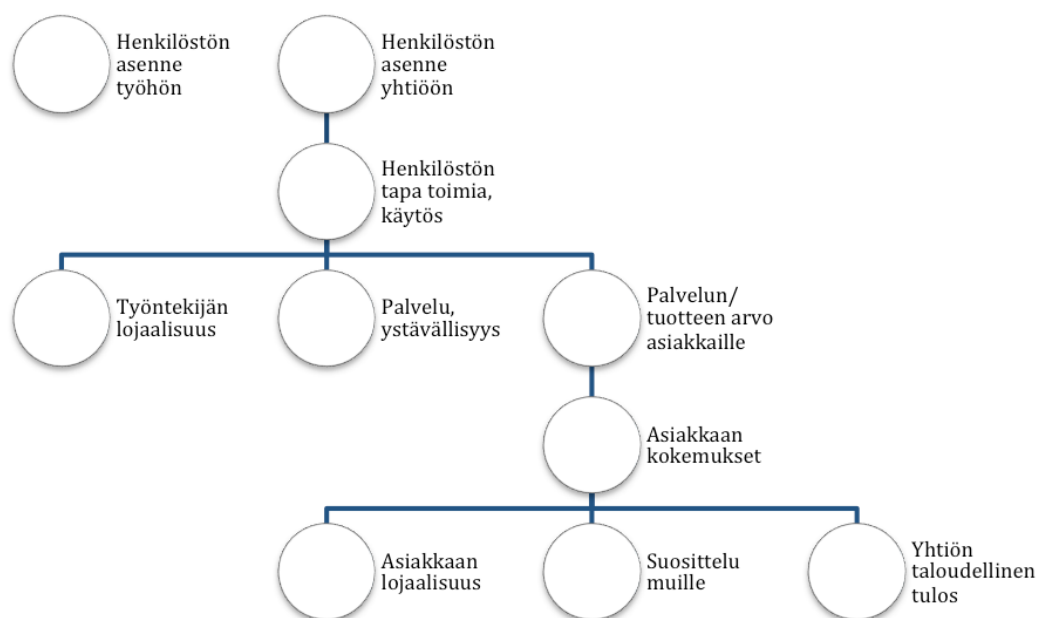 Henkilöstön
asenne
työhön
Henkilöstön
asenne
yhtiöön
Henkilöstön
tapa toimia,
käytös
Työntekijän
lojaalisuus
Palvelu,
ystävällisyys
Palvelun/
tuotteen arvo
asiakkaille
Asiakkaan
kokemukset
Asiakkaan
lojaalisuus
Suosittelu
muille
Yhtiön
taloudellinen
tulos